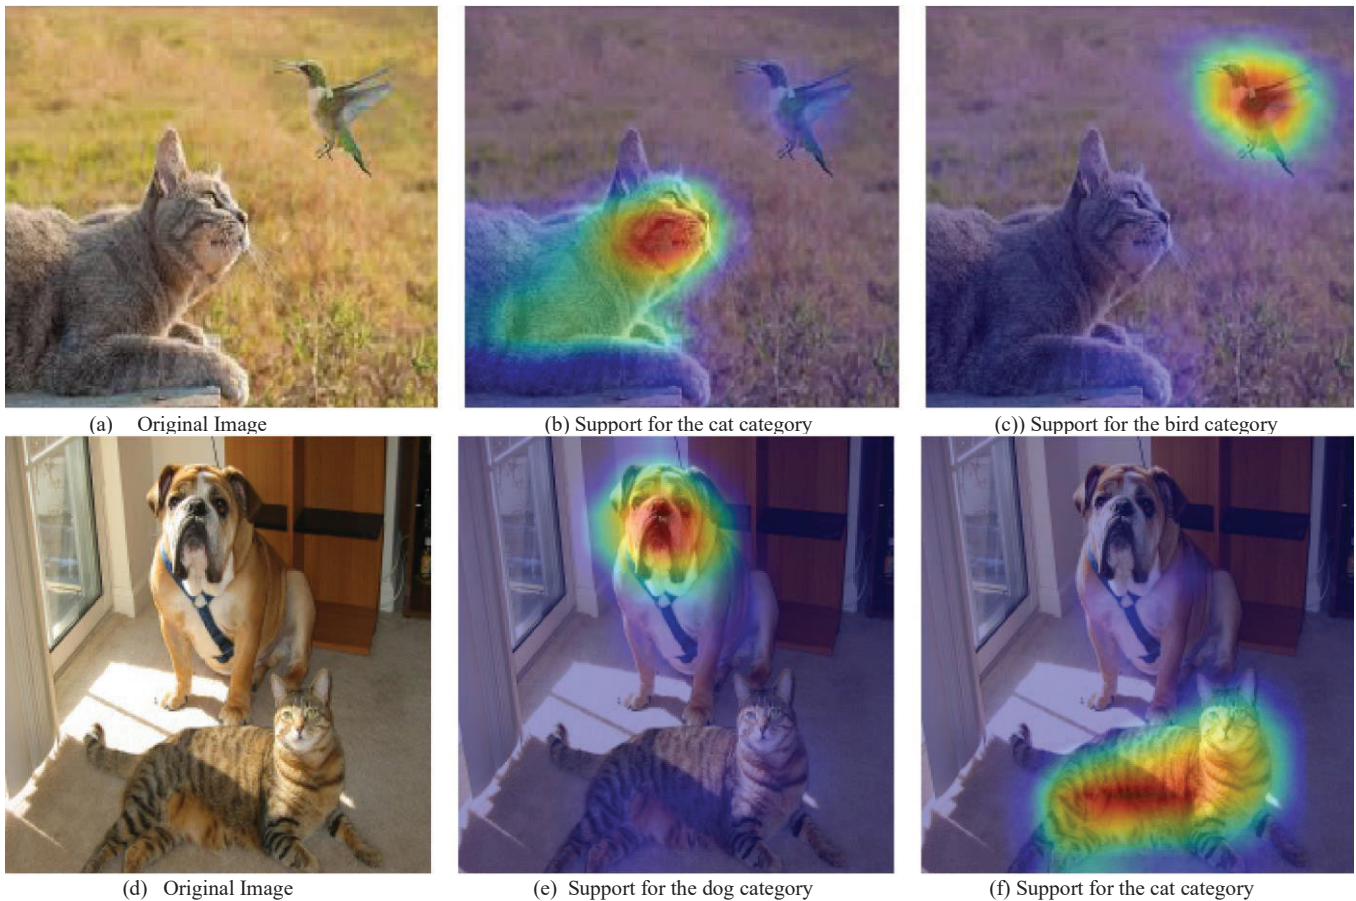 (a) Original Image
(b) Support for the cat category
(c)) Support for the bird category
(d) Original Image
(e) Support for the dog category
(f) Support for the cat category